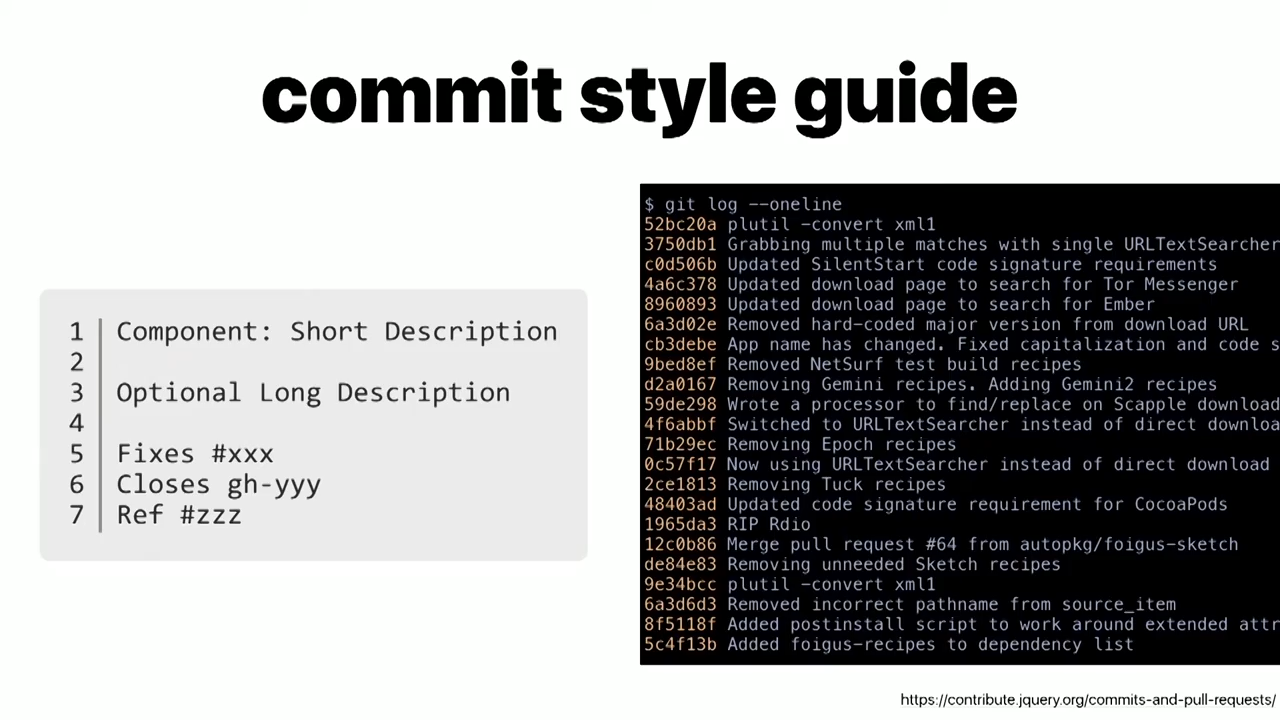 commit style guide
1 Component: Short Description
2
3 Optional Long Description
4
5 Fixes #xxx
6 Closes gh-yyy
7 Ref #zzz
$ git log --oneline
52bc20a plutil -convert xml1
3750db1 Grabbing multiple matches with single URLTextSearcher
c0d506b Updated SilentStart code signature requirements
4a6c378 Updated download page to search for Tor Messenger
8960893 Updated download page to search for Ember
6a3d02e Removed hard-coded major version from download URL
cb3debe App name has changed. Fixed capitalization and code s
9bed8ef Removed NetSurf test build recipes
d2a0167 Removing Gemini recipes. Adding Gemini2 recipes
59de298 Wrote a processor to find/replace on Scapple download
4f6abbf Switched to URLTextSearcher instead of direct downloa
71b29ec Removing Epoch recipes
0c57f17 Now using URLTextSearcher instead of direct download
2ce1813 Removing Tuck recipes
48403ad Updated code signature requirement for CocoaPods
1965da3 RIP Rdio
12c0b86 Merge pull request #64 from autopkg/foigus-sketch
de84e83 Removing unneeded Sketch recipes
9e34bcc plutil -convert xml1
6a3d6d3 Removed incorrect pathname from source_item
8f5118f Added postinstall script to work around extended attr
5c4f13b Added foigus-recipes to dependency list
https://contribute.jquery.org/commits-and-pull-requests/